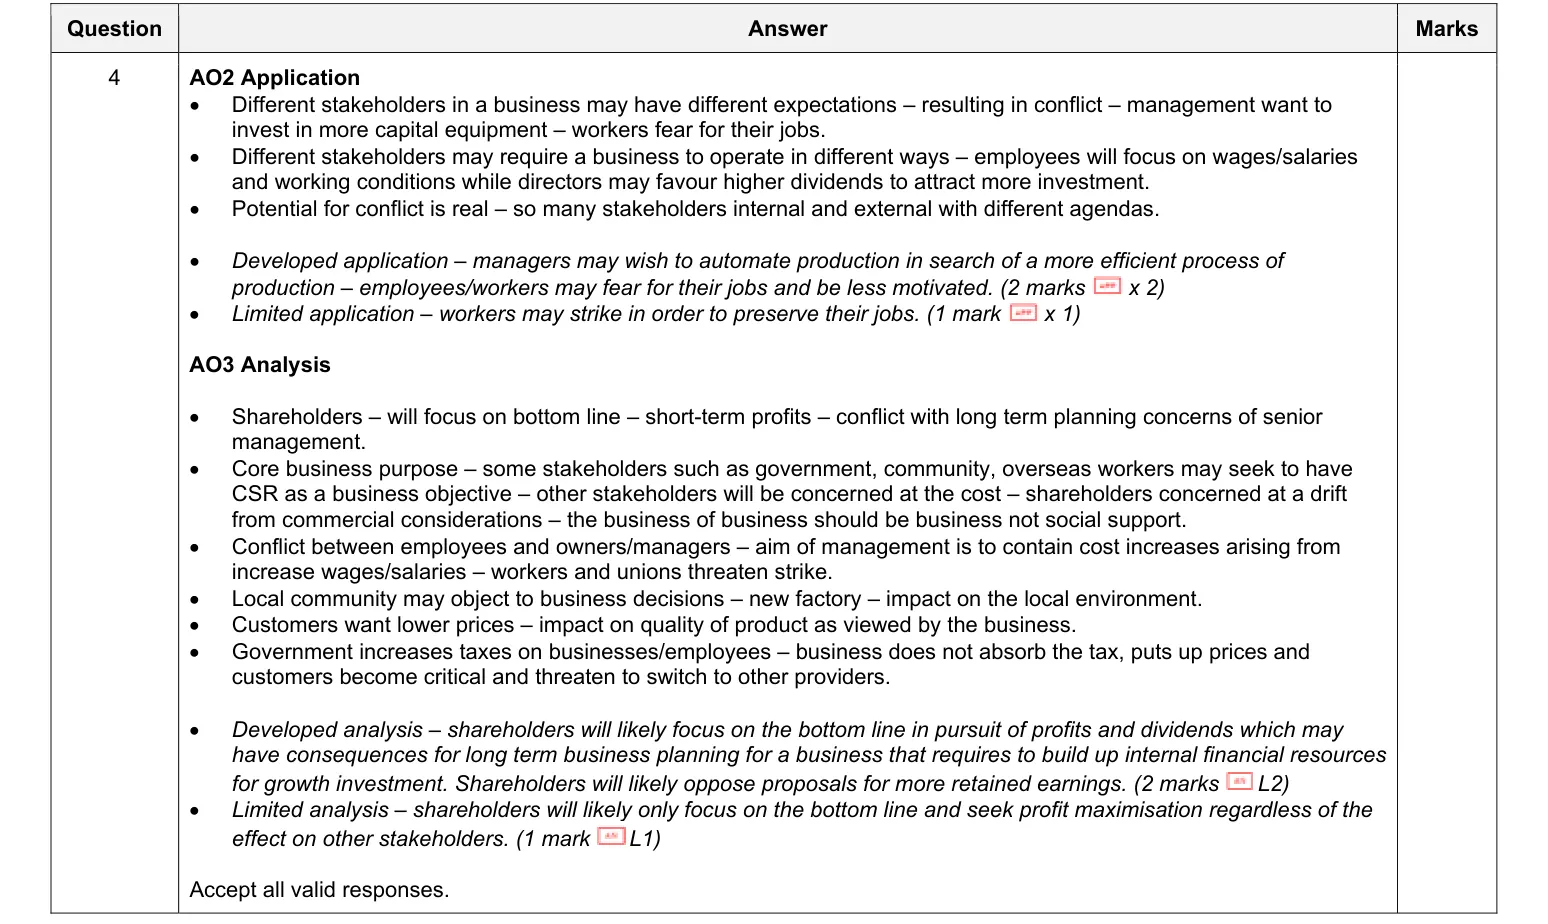 Question Answer Marks
4 AO2 Application
• Different stakeholders in a business may have different expectations – resulting in conflict – management want to
invest in more capital equipment – workers fear for their jobs.
• Different stakeholders may require a business to operate in different ways – employees will focus on wages/salaries
and working conditions while directors may favour higher dividends to attract more investment.
• Potential for conflict is real – so many stakeholders internal and external with different agendas.
• Developed application – managers may wish to automate production in search of a more efficient process of
production – employees/workers may fear for their jobs and be less motivated. (2 marks x 2)
• Limited application – workers may strike in order to preserve their jobs. (1 mark x 1)
AO3 Analysis
• Shareholders – will focus on bottom line – short-term profits – conflict with long term planning concerns of senior
management.
• Core business purpose – some stakeholders such as government, community, overseas workers may seek to have
CSR as a business objective – other stakeholders will be concerned at the cost – shareholders concerned at a drift
from commercial considerations – the business of business should be business not social support.
• Conflict between employees and owners/managers – aim of management is to contain cost increases arising from
increase wages/salaries – workers and unions threaten strike.
• Local community may object to business decisions – new factory – impact on the local environment.
• Customers want lower prices – impact on quality of product as viewed by the business.
• Government increases taxes on businesses/employees – business does not absorb the tax, puts up prices and
customers become critical and threaten to switch to other providers.
• Developed analysis – shareholders will likely focus on the bottom line in pursuit of profits and dividends which may
have consequences for long term business planning for a business that requires to build up internal financial resources
for growth investment. Shareholders will likely oppose proposals for more retained earnings. (2 marks L2)
• Limited analysis – shareholders will likely only focus on the bottom line and seek profit maximisation regardless of the
effect on other stakeholders. (1 mark L1)
Accept all valid responses.